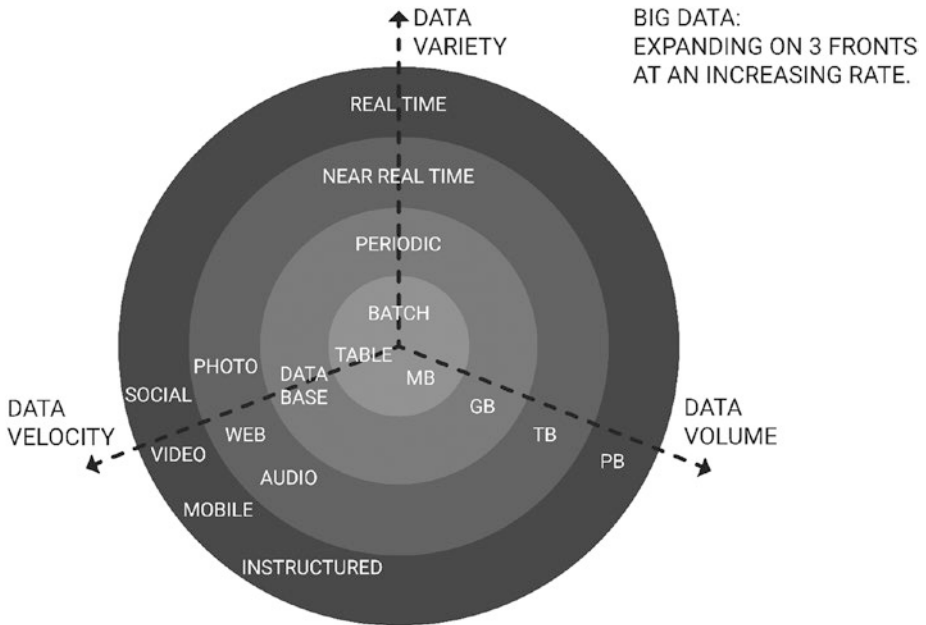 DATA
VARIETY
BIG DATA:
EXPANDING ON 3 FRONTS
AT AN INCREASING RATE.
REAL TIME
NEAR REAL TIME
PERIODIC
BATCH
TABLE
MB
PHOTO
DATA
BASE
GB
SOCIAL
DATA
VELOCITY
WEB
TB
DATA
VOLUME
VIDEO
PB
AUDIO
MOBILE
INSTRUCTURED